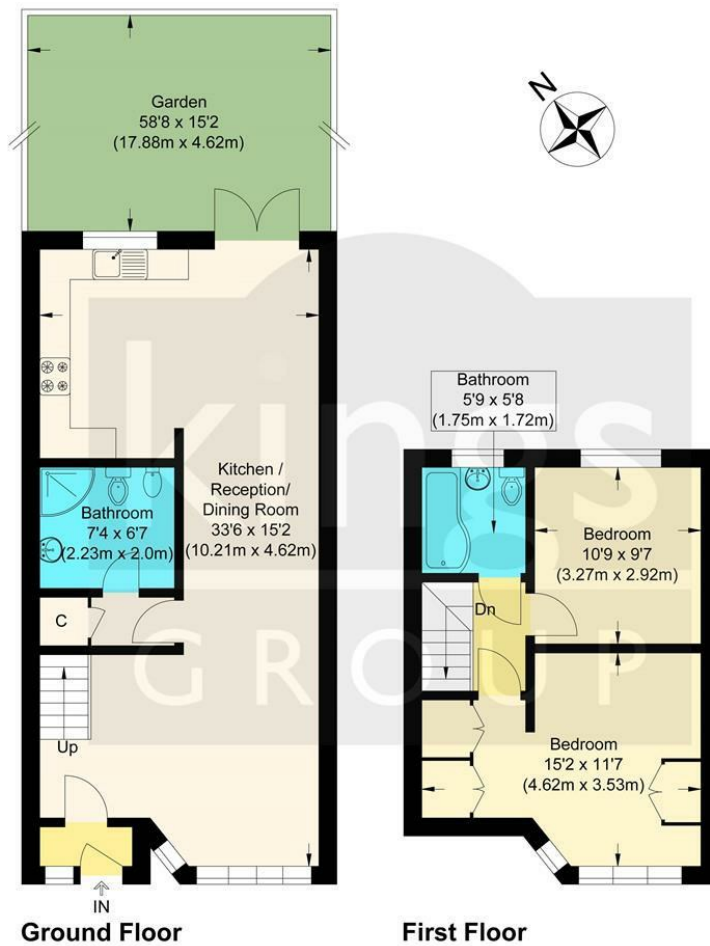 Garden
58'8 x 15'2
(17.88m x 4.62m)
N
Kitchen /
Reception/
Dining Room
33'6 x 15'2
(10.21m x 4.62m)
Bathroom
7'4 x 6'7
(2.23m x 2.0m)
C
Up
IN
Ground Floor
Bathroom
5'9 x 5'8
(1.75m x 1.72m)
Bedroom
10'9 x 9'7
(3.27m x 2.92m)
Dn
Bedroom
15'2 x 11'7
(4.62m x 3.53m)
First Floor
kings
GROUP